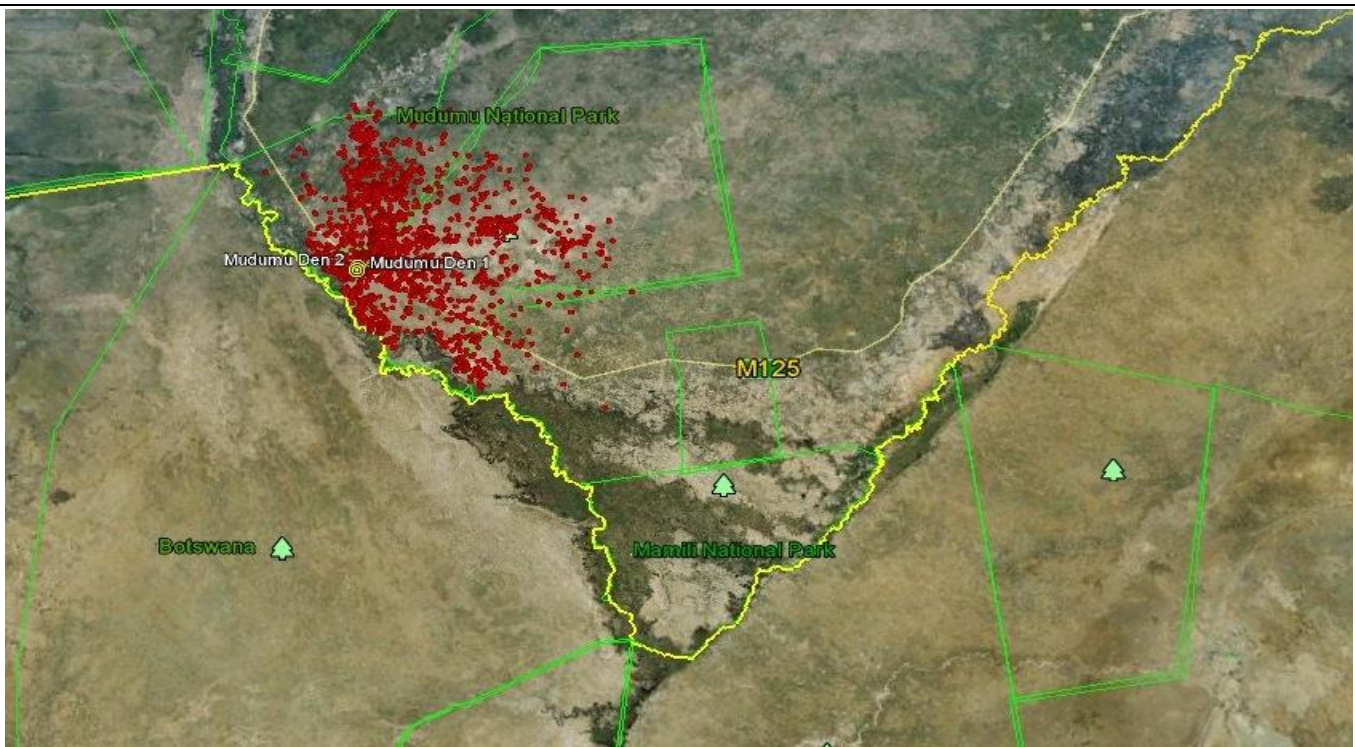 Mudumu National Park
Mudumu Den 2
Mudumu Den 1
M125
Botswana
Mamili National Park